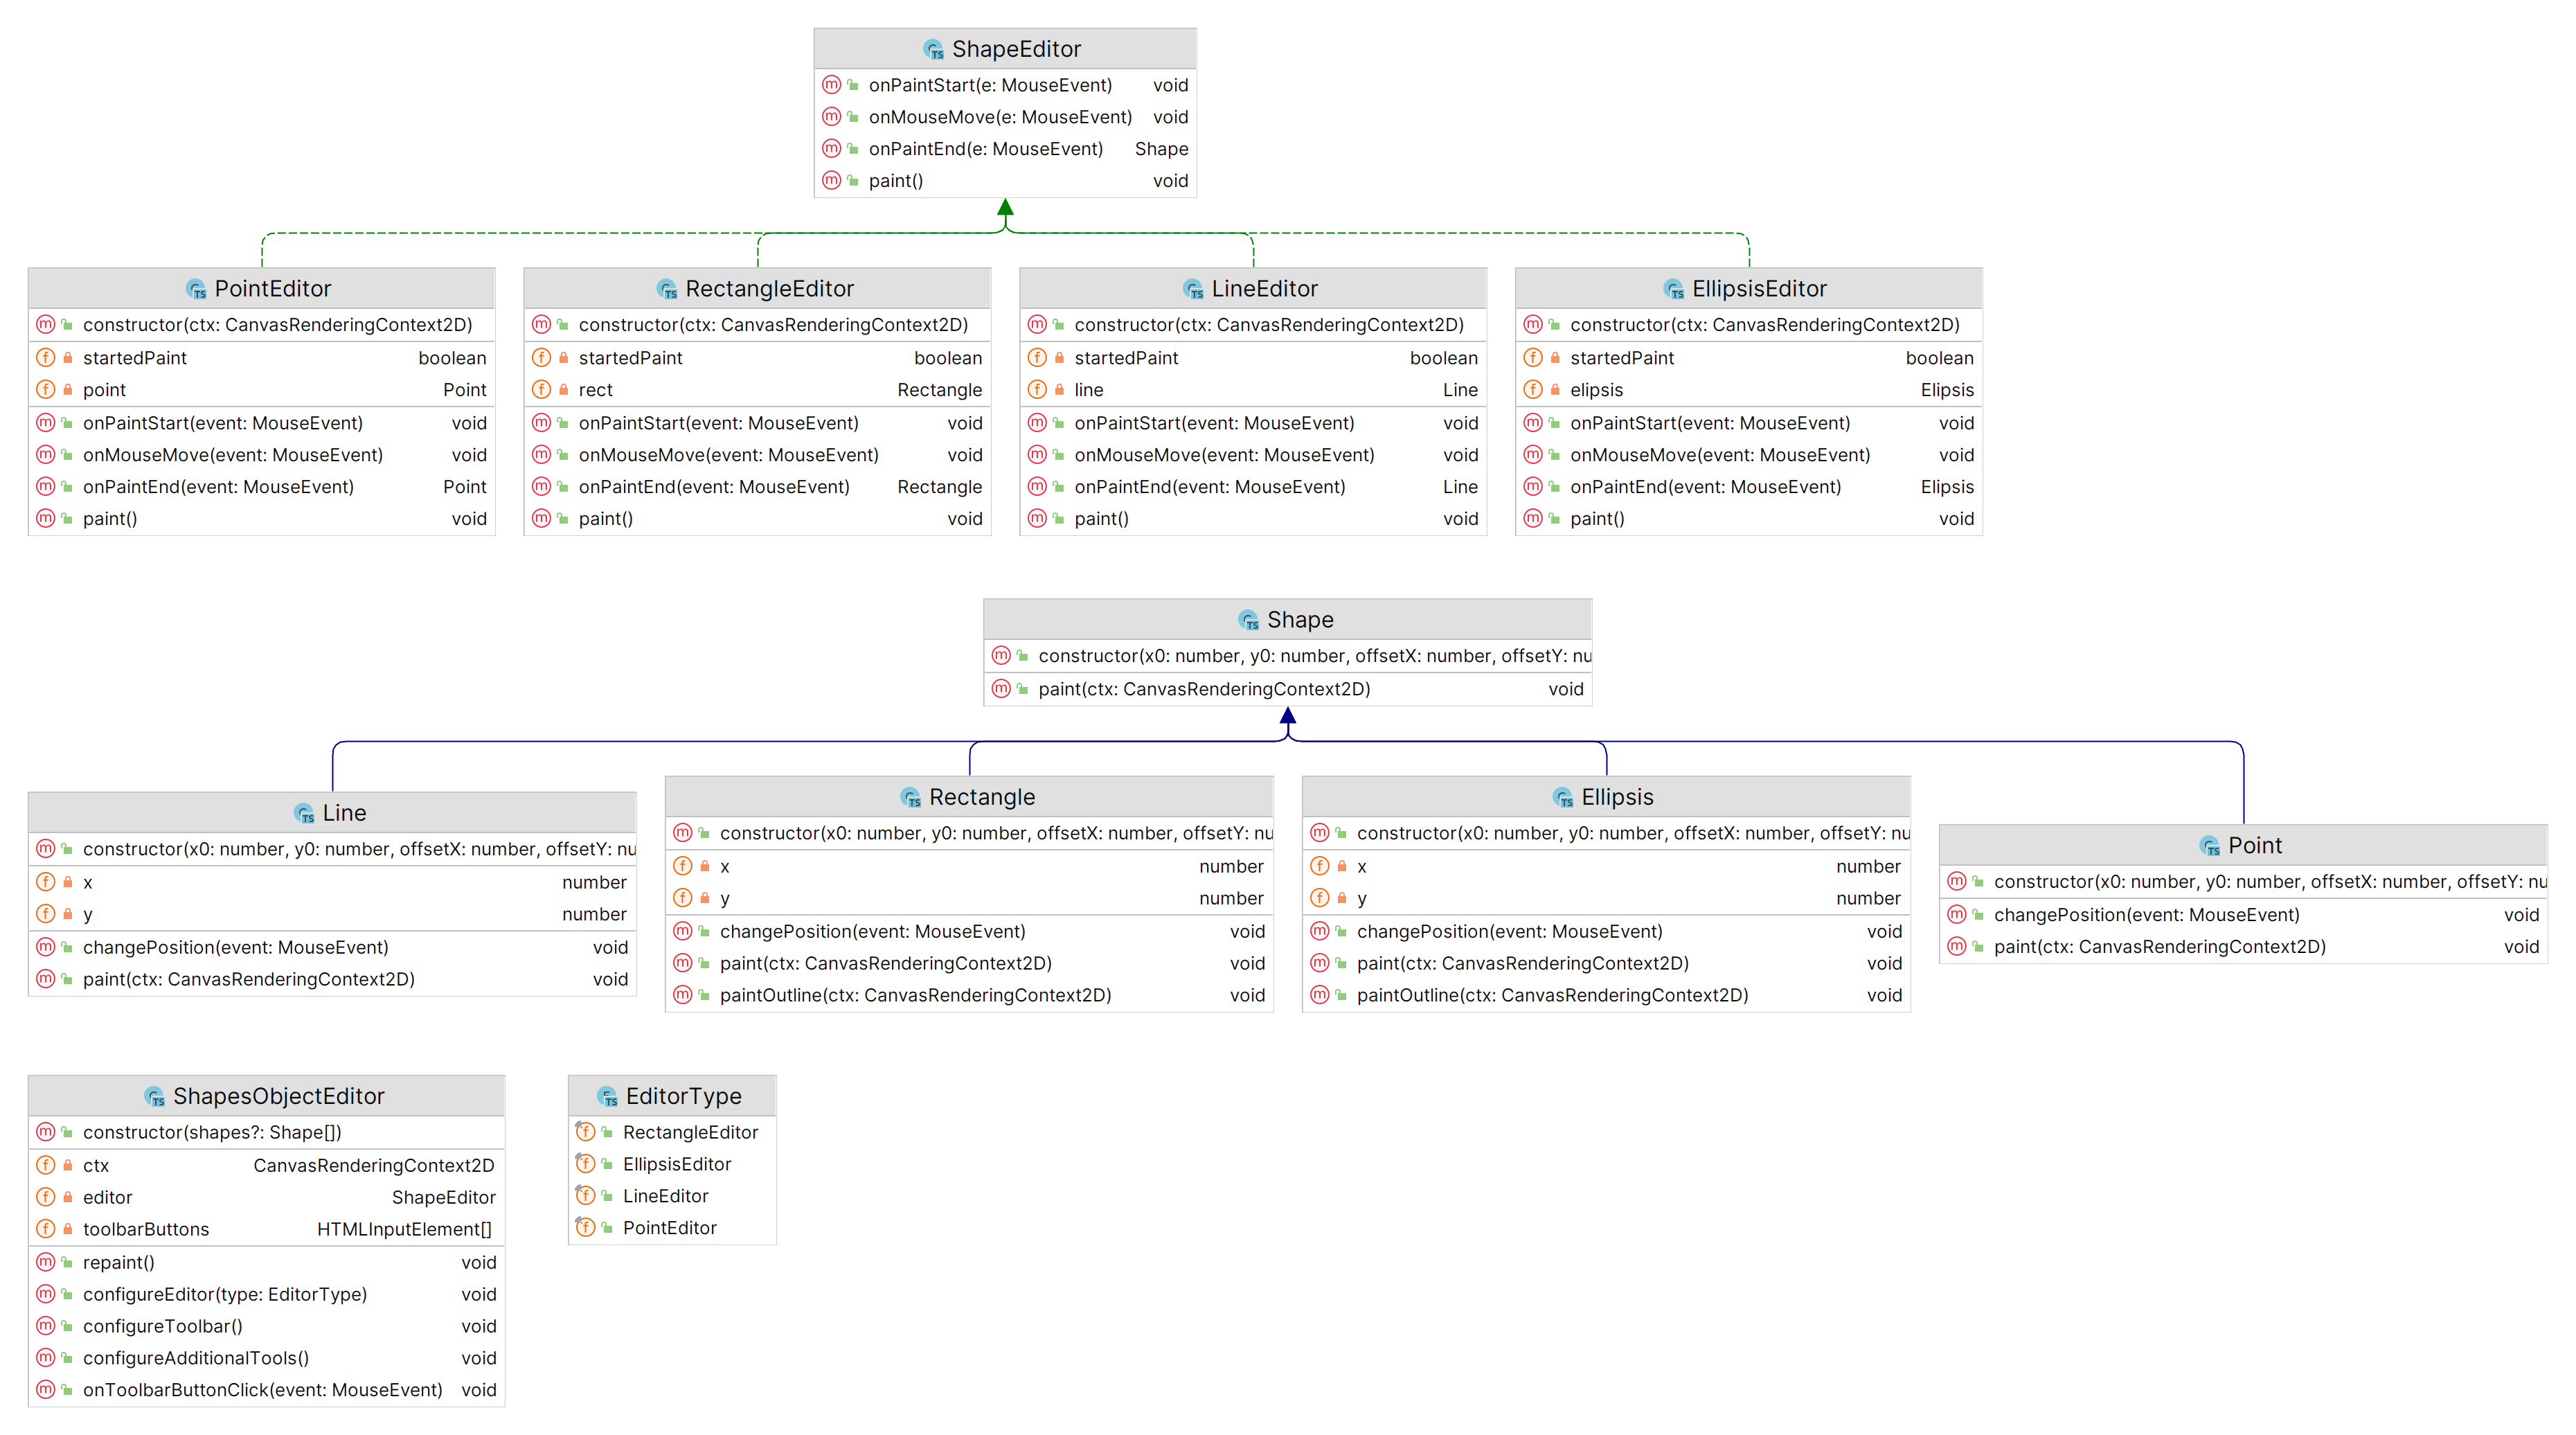 ShapeEditor
onPaintStart(e: MouseEvent) void
onMouseMove(e: MouseEvent) void
onPaintEnd(e: MouseEvent) Shape
paint() void
PointEditor
constructor(ctx: CanvasRenderingContext2D)
startedPaint boolean
point Point
onPaintStart(event: MouseEvent) void
onMouseMove(event: MouseEvent) void
onPaintEnd(event: MouseEvent) Point
paint() void
RectangleEditor
constructor(ctx: CanvasRenderingContext2D)
startedPaint boolean
rect Rectangle
onPaintStart(event: MouseEvent) void
onMouseMove(event: MouseEvent) void
onPaintEnd(event: MouseEvent) Rectangle
paint() void
LineEditor
constructor(ctx: CanvasRenderingContext2D)
startedPaint boolean
line Line
onPaintStart(event: MouseEvent) void
onMouseMove(event: MouseEvent) void
onPaintEnd(event: MouseEvent) Line
paint() void
EllipsisEditor
constructor(ctx: CanvasRenderingContext2D)
startedPaint boolean
elipsis Elipsis
onPaintStart(event: MouseEvent) void
onMouseMove(event: MouseEvent) void
onPaintEnd(event: MouseEvent) Elipsis
paint() void
Shape
constructor(x0: number, y0: number, offsetX: number, offsetY: nu
paint(ctx: CanvasRenderingContext2D) void
Line
constructor(x0: number, y0: number, offsetX: number, offsetY: nu
x number
y number
changePosition(event: MouseEvent) void
paint(ctx: CanvasRenderingContext2D) void
Rectangle
constructor(x0: number, y0: number, offsetX: number, offsetY: nu
x number
y number
changePosition(event: MouseEvent) void
paint(ctx: CanvasRenderingContext2D) void
paintOutline(ctx: CanvasRenderingContext2D) void
Ellipsis
constructor(x0: number, y0: number, offsetX: number, offsetY: nu
x number
y number
changePosition(event: MouseEvent) void
paint(ctx: CanvasRenderingContext2D) void
paintOutline(ctx: CanvasRenderingContext2D) void
Point
constructor(x0: number, y0: number, offsetX: number, offsetY: nu
changePosition(event: MouseEvent) void
paint(ctx: CanvasRenderingContext2D) void
ShapesObjectEditor
constructor(shapes?: Shape[])
ctx CanvasRenderingContext2D
editor ShapeEditor
toolbarButtons HTMLInputElement[]
repaint() void
configureEditor(type: EditorType) void
configureToolbar() void
configureAdditionalTools() void
onToolbarButtonClick(event: MouseEvent) void
EditorType
RectangleEditor
EllipsisEditor
LineEditor
PointEditor